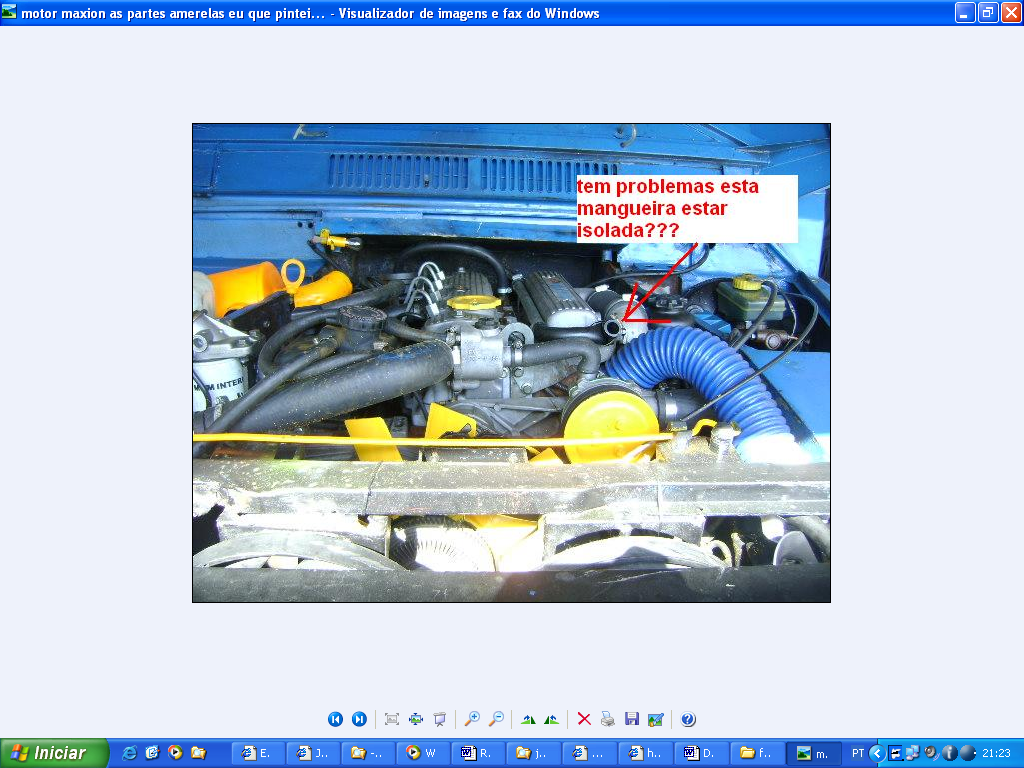 motor maxion as partes amerelas eu que pintei... - Visualizador de imagens e fax do Windows
tem problemas esta
mangueira estar
isolada???
INTER
Iniciar
E.
J..
-..
W
R.
j..
...
h..
D.
f...
m.
PT
21:23